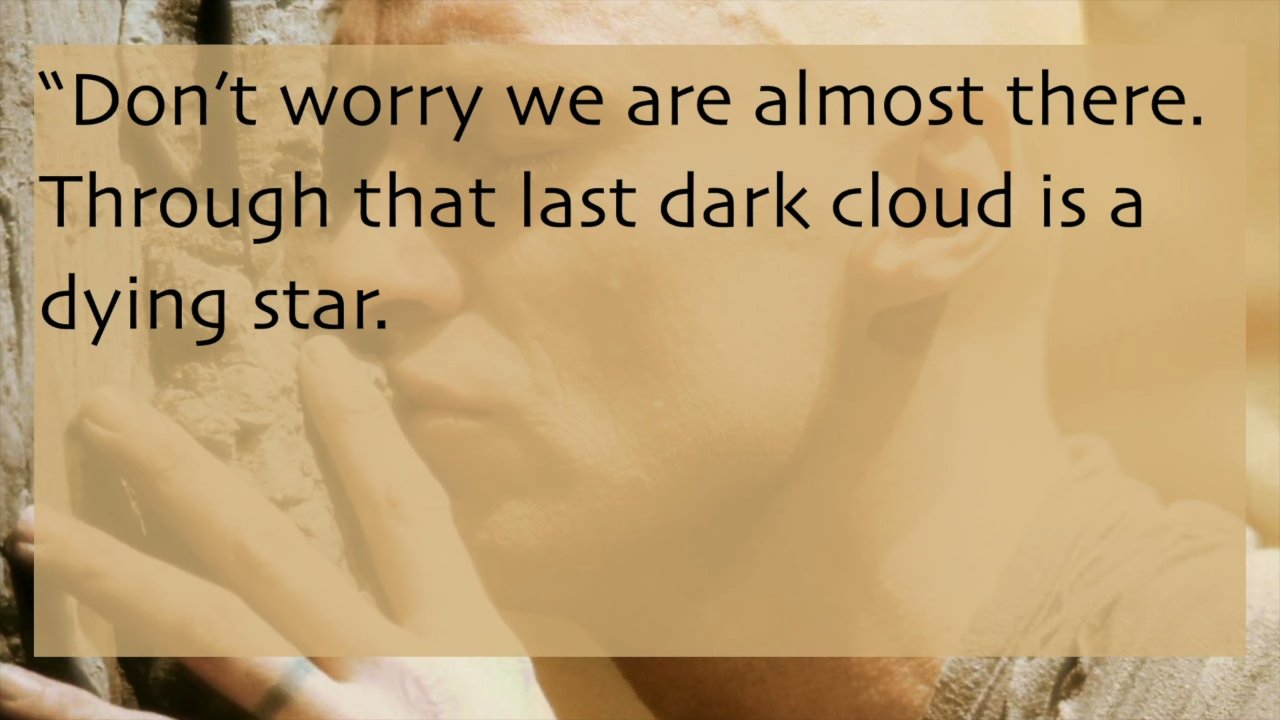 “Don’t worry we are almost there.
Through that last dark cloud is a
dying star.